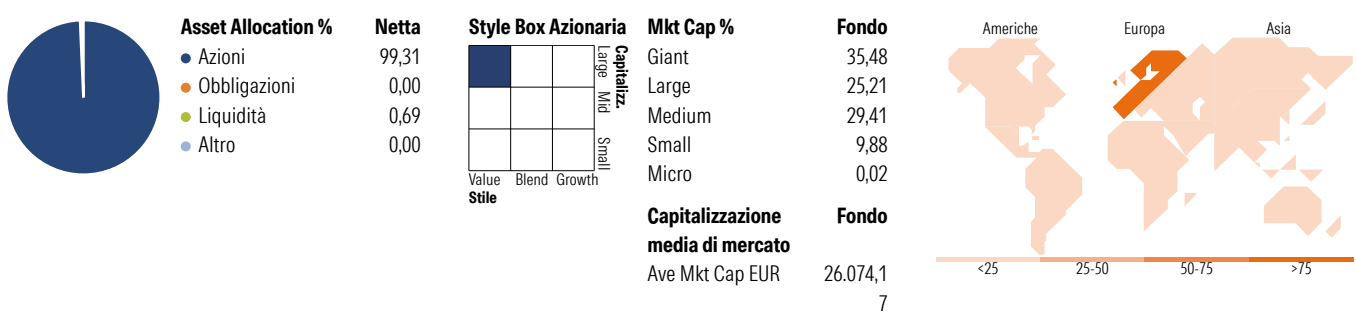 Asset Allocation % Netta
Azioni 99,31
Obbligazioni 0,00
Liquidità 0,69
Altro 0,00
Style Box Azionaria
Capitalizz.
Large Mid Small
Value Blend Growth
Stile
Mkt Cap % Fondo
Giant 35,48
Large 25,21
Medium 29,41
Small 9,88
Micro 0,02
Capitalizzazione Fondo
media di mercato
Ave Mkt Cap EUR 26.074,1
7
Americhe Europa Asia
<25 25-50 50-75 >75